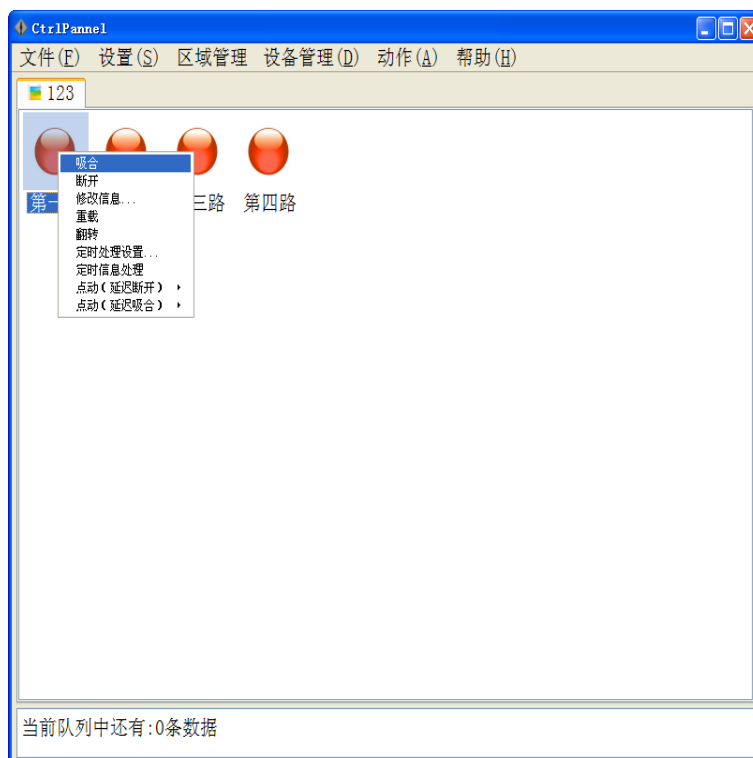 CtrlPannel
文件(F) 设置(S) 区域管理 设备管理(D) 动作(A) 帮助(H)
123
吸合
断开
修改信息...
重载
翻转
定时处理设置...
定时信息处理
点动(延迟断开)
点动(延迟吸合)
第一 三路 第四路
当前队列中还有:0条数据